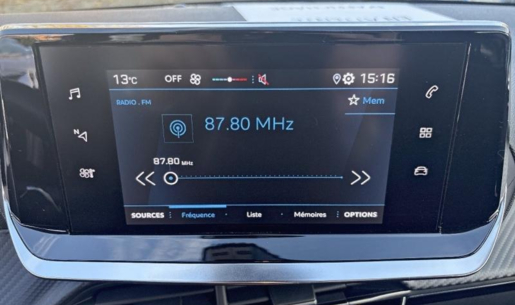 13°C OFF 15:16
RADIO . FM Mem
87.80 MHz
87.80 MHz
SOURCES Fréquence Liste Mémoires OPTIONS
N